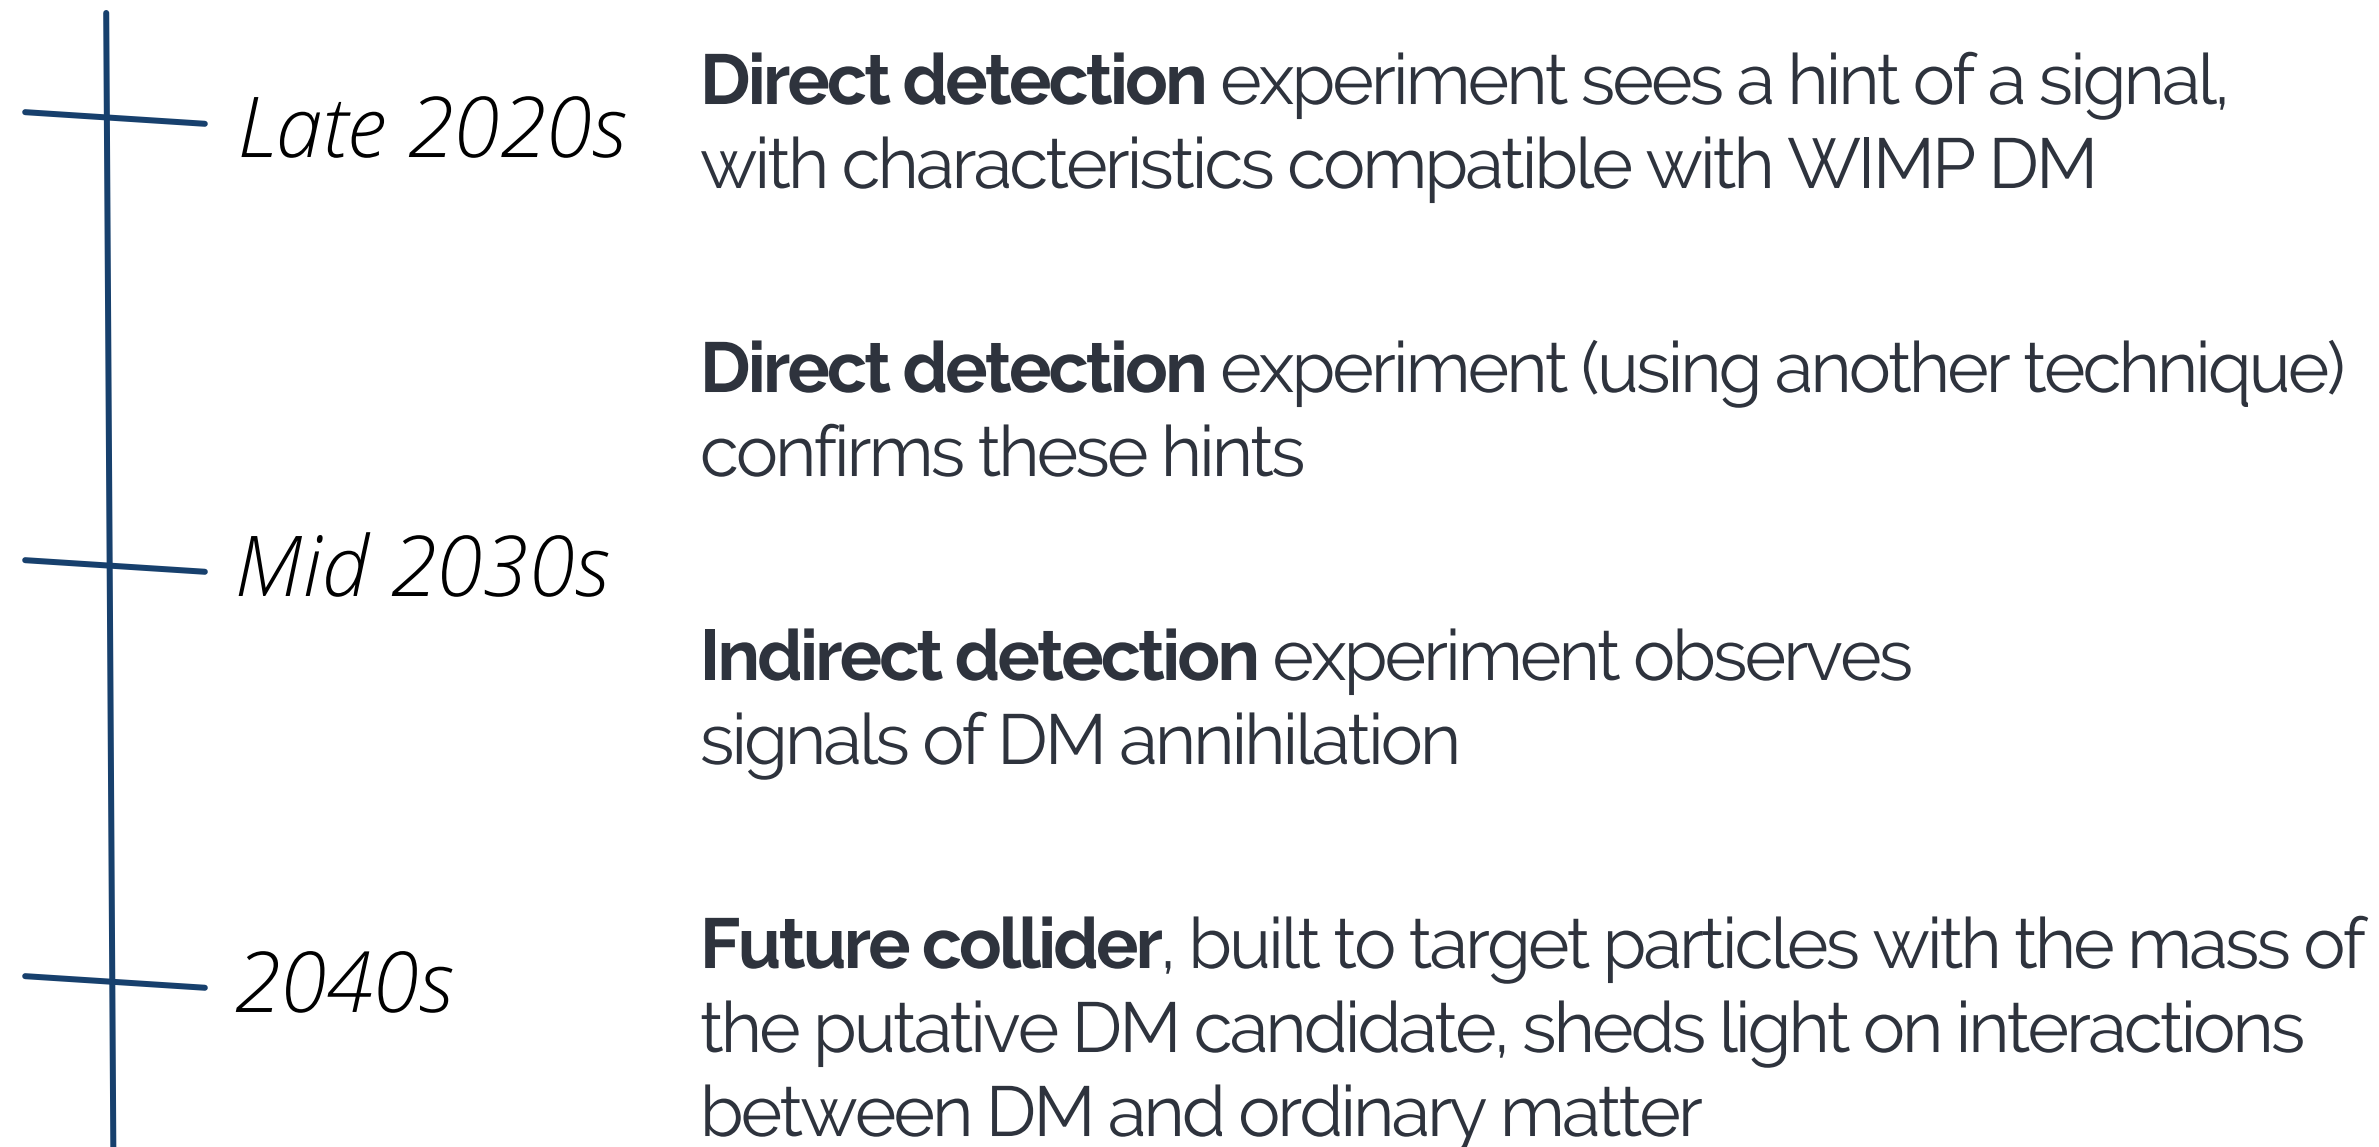 Late 2020s
Direct detection experiment sees a hint of a signal,
with characteristics compatible with WIMP DM
Direct detection experiment (using another technique)
confirms these hints
Mid 2030s
Indirect detection experiment observes
signals of DM annihilation
2040s
Future collider, built to target particles with the mass of
the putative DM candidate, sheds light on interactions
between DM and ordinary matter